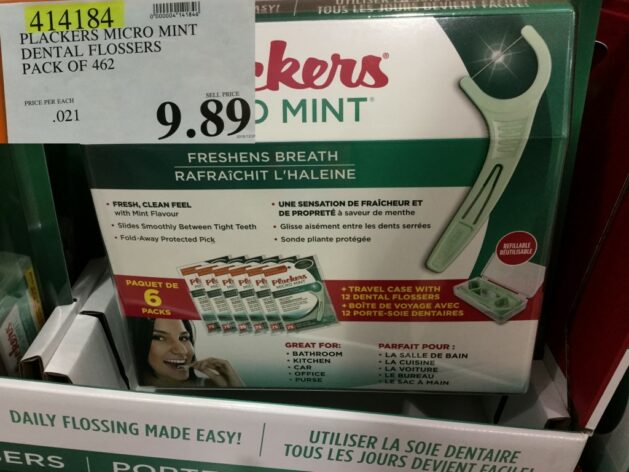 414184
PLACKERS MICRO MINT
DENTAL FLOSSERS
PACK OF 462
PRICE PER EACH
.021
SELL PRICE
9.89
ckers
O MINT
FRESHENS BREATH
RAFRAÎCHIT L'HALEINE
• FRESH, CLEAN FEEL
with Mint Flavour
• Slides Smoothly Between Tight Teeth
• Fold-Away Protected Pick
• UNE SENSATION DE FRAÎCHEUR ET
DE PROPRETÉ à saveur de menthe
• Glisse aisément entre les dents serrées
• Sonde pliante protégée
REFILLABLE
RÉUTILISABLE
PAQUET DE
6
PACKS
Plackers
+ TRAVEL CASE WITH
12 DENTAL FLOSSERS
+ BOÎTE DE VOYAGE AVEC
12 PORTE-SOIE DENTAIRES
GREAT FOR:
• BATHROOM
• KITCHEN
• CAR
• OFFICE
• PURSE
PARFAIT POUR :
• LA SALLE DE BAIN
• LA CUISINE
• LA VOITURE
• LE BUREAU
• LE SAC À MAIN
DAILY FLOSSING MADE EASY!
UTILISER LA SOIE DENTAIRE
TOUS LES JOURS DEVIENT FACILE!